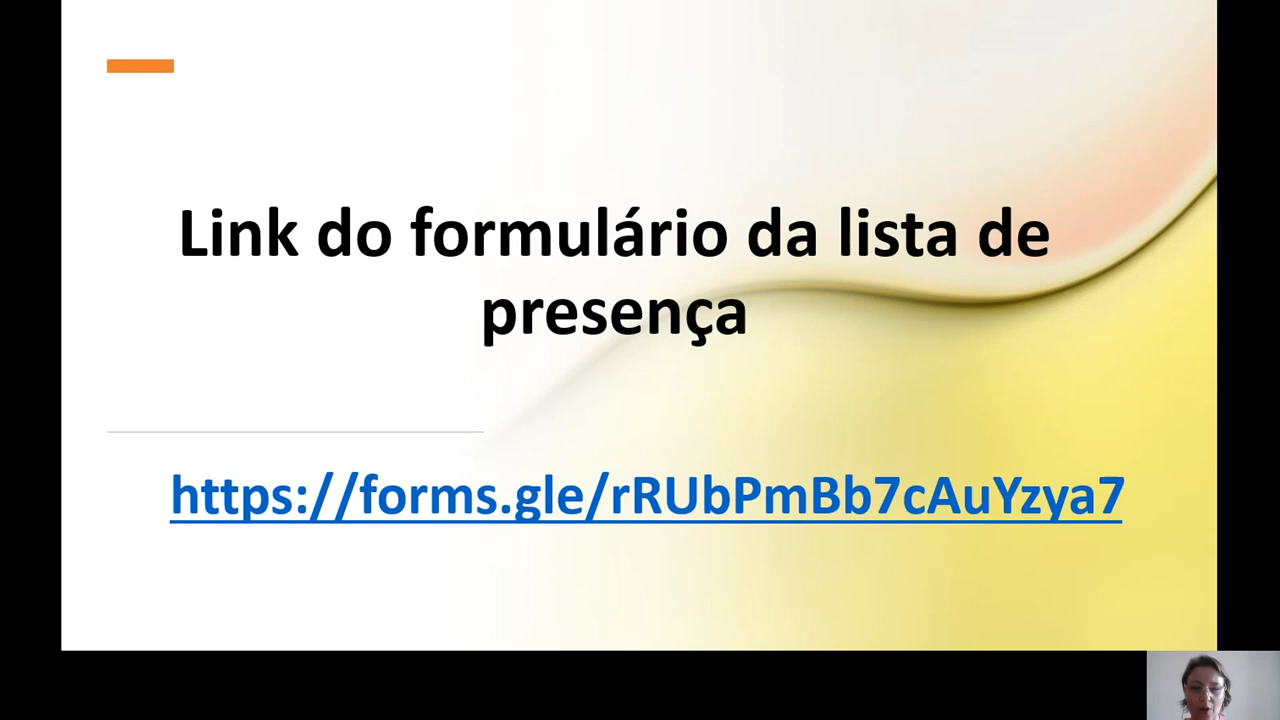 Link do formulário da lista de
presença
https://forms.gle/rRUbPmBb7cAuYzya7